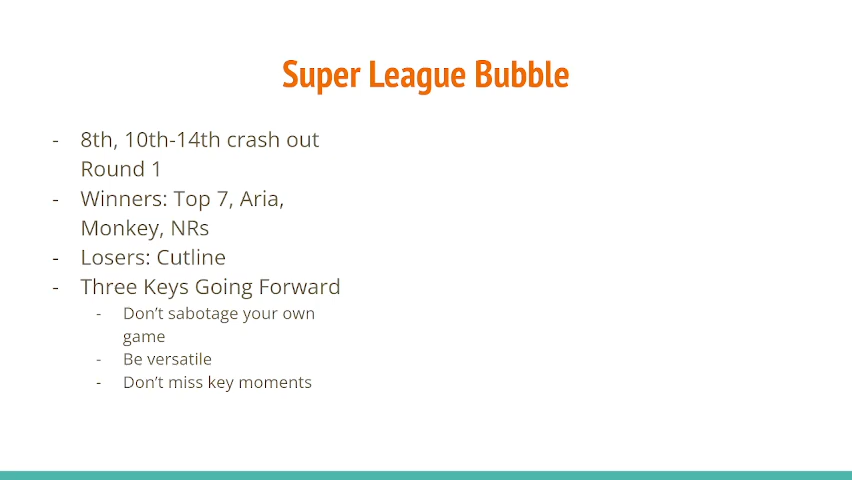 Super League Bubble
- 8th, 10th-14th crash out
Round 1
- Winners: Top 7, Aria,
Monkey, NRs
- Losers: Cutline
- Three Keys Going Forward
- Don’t sabotage your own
game
- Be versatile
- Don’t miss key moments